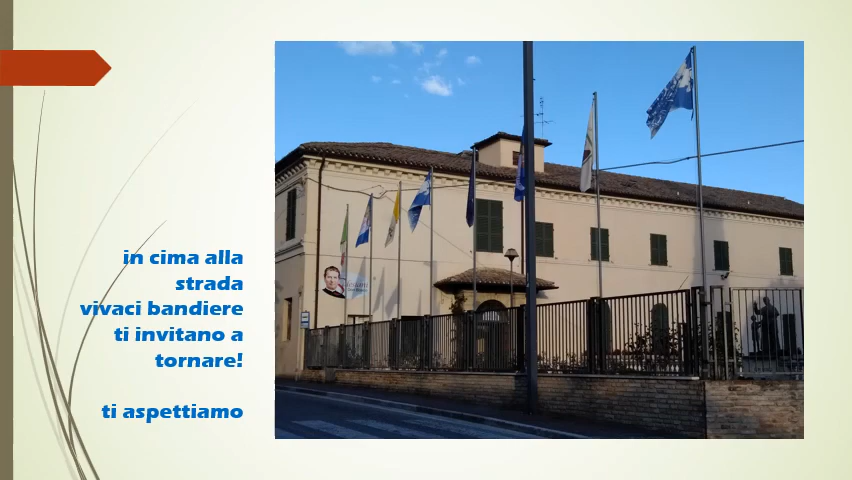 in cima alla
strada
vivaci bandiere
ti invitano a
tornare!
ti aspettiamo